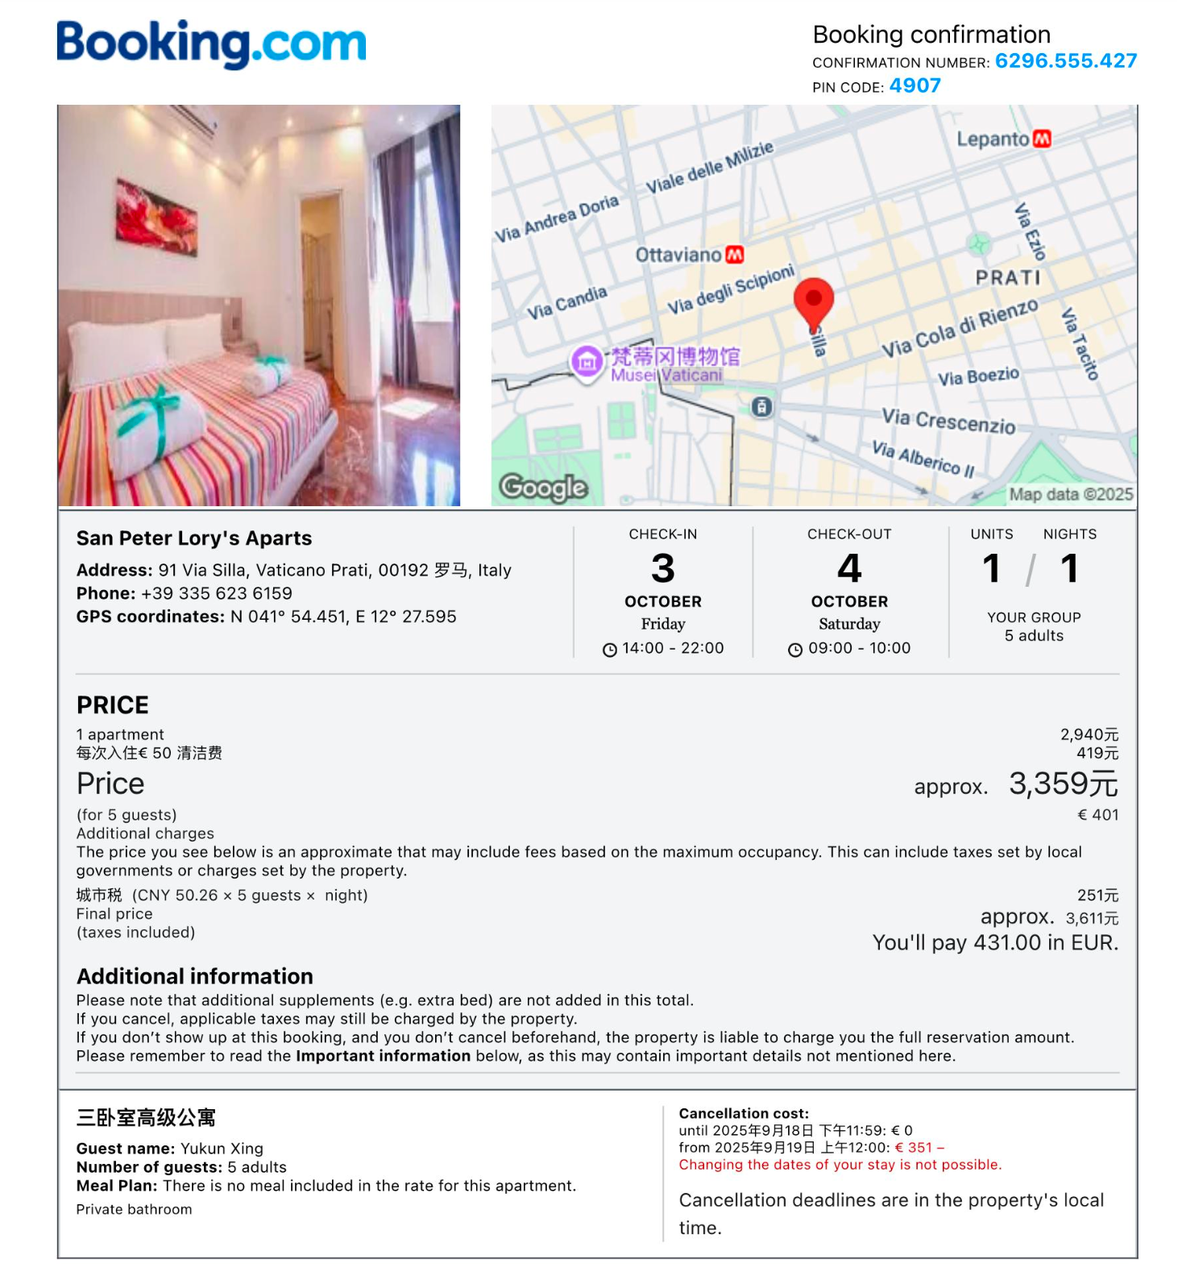 Booking.com
Booking confirmation
CONFIRMATION NUMBER: 6296.555.427
PIN CODE: 4907
Lepanto M
Viale delle Milizie
Via Andrea Doria
Via Ezio
Ottaviano M
Via degli Scipioni
PRATI
Via Candia
Silla
Via Cola di Rienzo
Via Tacito
梵蒂冈博物馆
Musei Vaticani
Via Boezio
Via Crescenzio
Via Alberico II
Google
Map data ©2025
San Peter Lory's Aparts
Address: 91 Via Silla, Vaticano Prati, 00192 罗马, Italy
Phone: +39 335 623 6159
GPS coordinates: N 041° 54.451, E 12° 27.595
CHECK-IN
3
OCTOBER
Friday
14:00 - 22:00
CHECK-OUT
4
OCTOBER
Saturday
09:00 - 10:00
UNITS NIGHTS
1 / 1
YOUR GROUP
5 adults
PRICE
1 apartment 2,940元
每次入住€ 50 清洁费 419元
Price approx. 3,359元
(for 5 guests) € 401
Additional charges
The price you see below is an approximate that may include fees based on the maximum occupancy. This can include taxes set by local
governments or charges set by the property.
城市税 (CNY 50.26 × 5 guests × night) 251元
Final price approx. 3,611元
(taxes included)
You'll pay 431.00 in EUR.
Additional information
Please note that additional supplements (e.g. extra bed) are not added in this total.
If you cancel, applicable taxes may still be charged by the property.
If you don’t show up at this booking, and you don’t cancel beforehand, the property is liable to charge you the full reservation amount.
Please remember to read the Important information below, as this may contain important details not mentioned here.
三卧室高级公寓
Guest name: Yukun Xing
Number of guests: 5 adults
Meal Plan: There is no meal included in the rate for this apartment.
Private bathroom
Cancellation cost:
until 2025年9月18日 下午11:59: € 0
from 2025年9月19日 上午12:00: € 351 –
Changing the dates of your stay is not possible.
Cancellation deadlines are in the property's local
time.